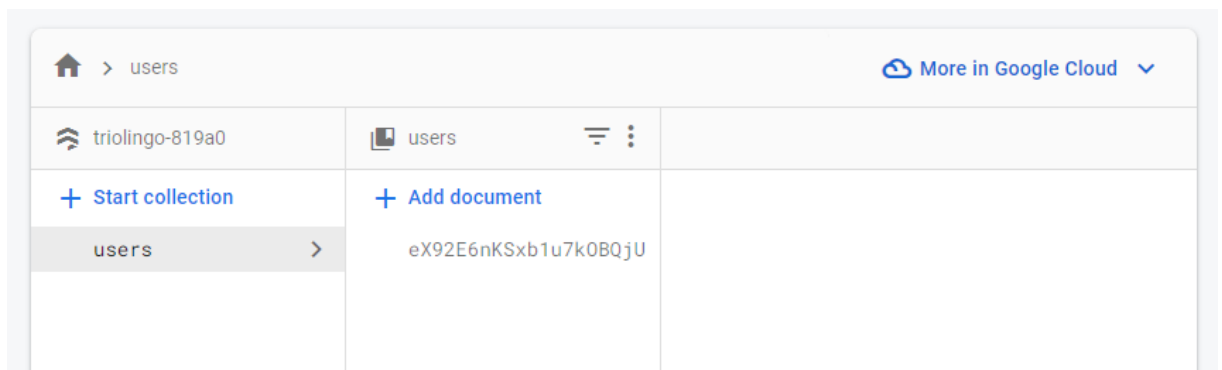 > users
More in Google Cloud
triolingo-819a0
users
+ Start collection
+ Add document
users
eX92E6nKSxb1u7kOBQjU